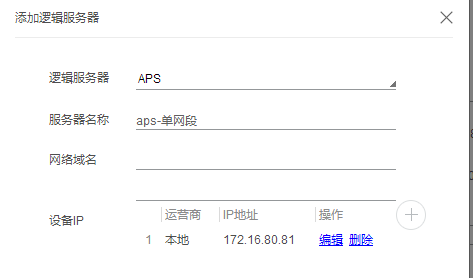 添加逻辑服务器
逻辑服务器 APS
服务器名称 aps-单网段
网络域名
设备IP
运营商 IP地址 操作
1 本地 172.16.80.81 编辑 删除